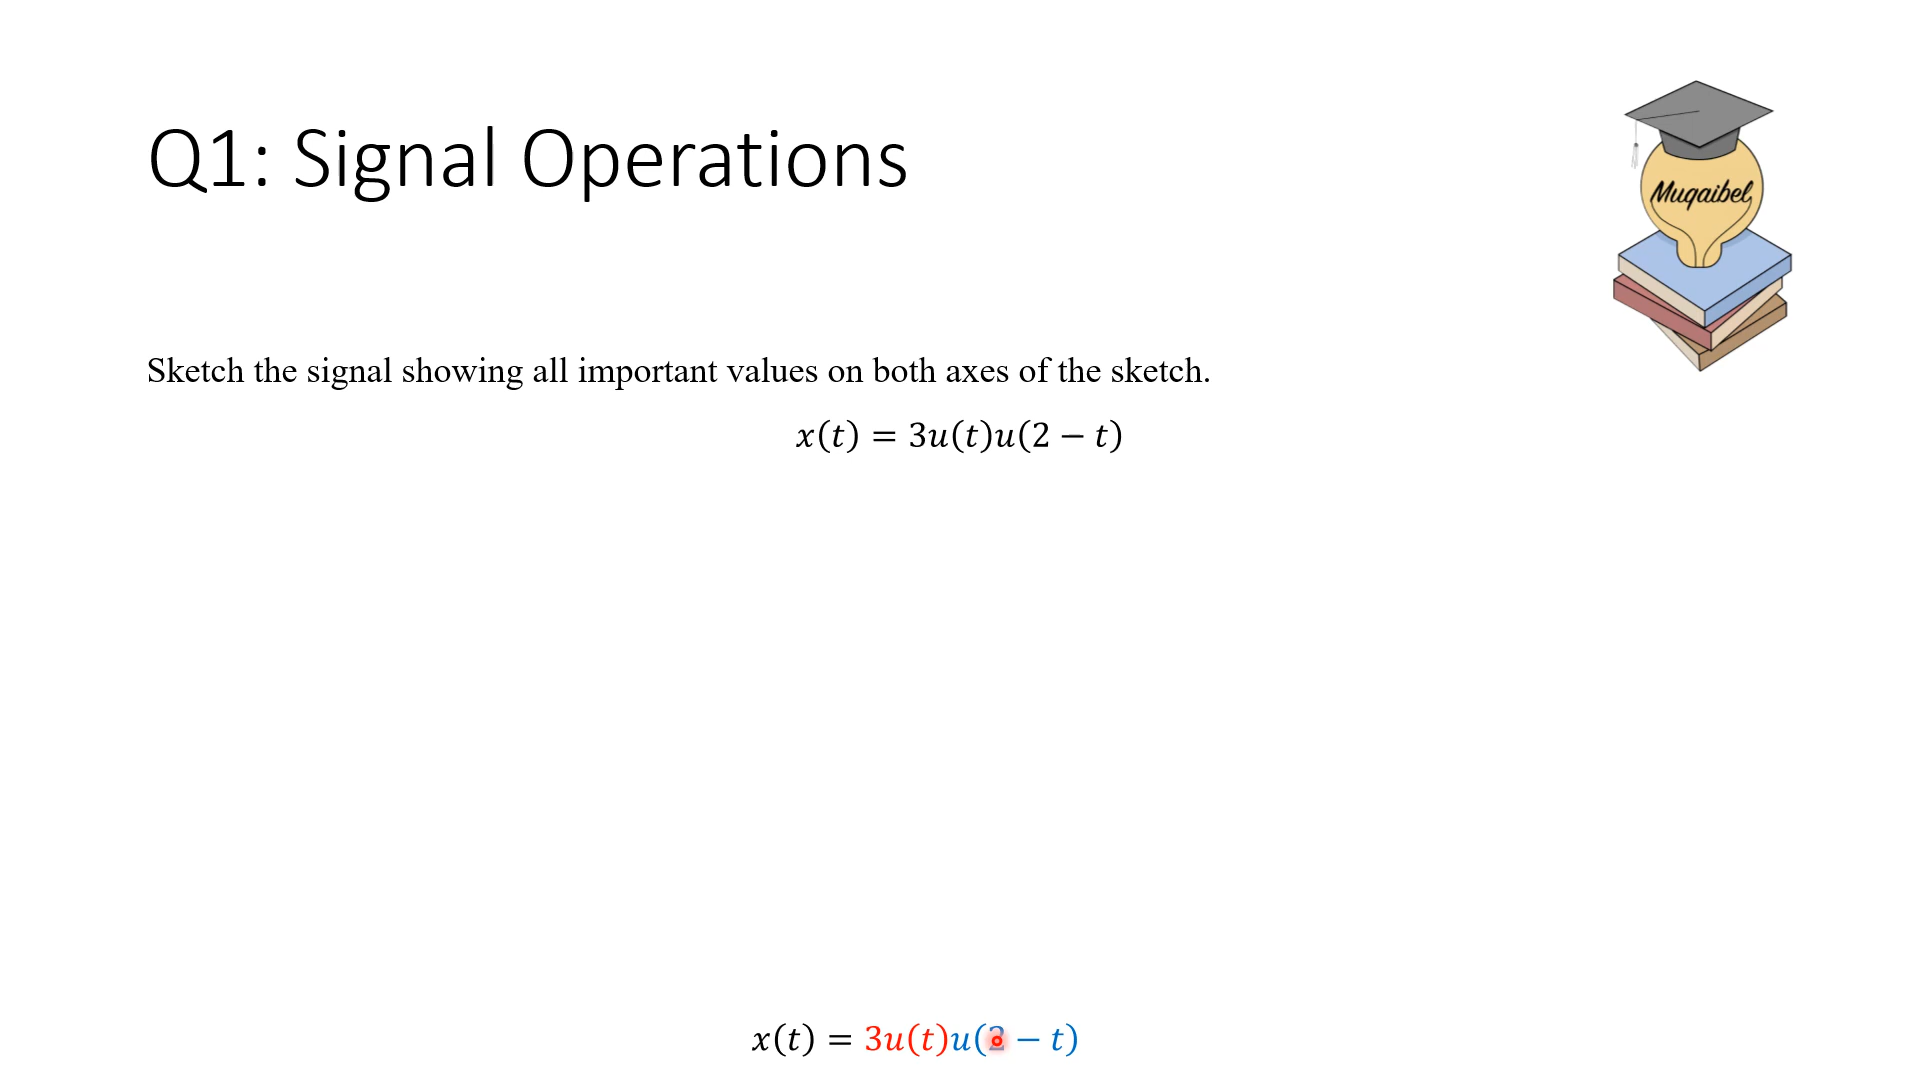 Q1: Signal Operations
Muqaibel
Sketch the signal showing all important values on both axes of the sketch.
x(t) = 3u(t)u(2 − t)
x(t) = 3u(t)u(2 − t)